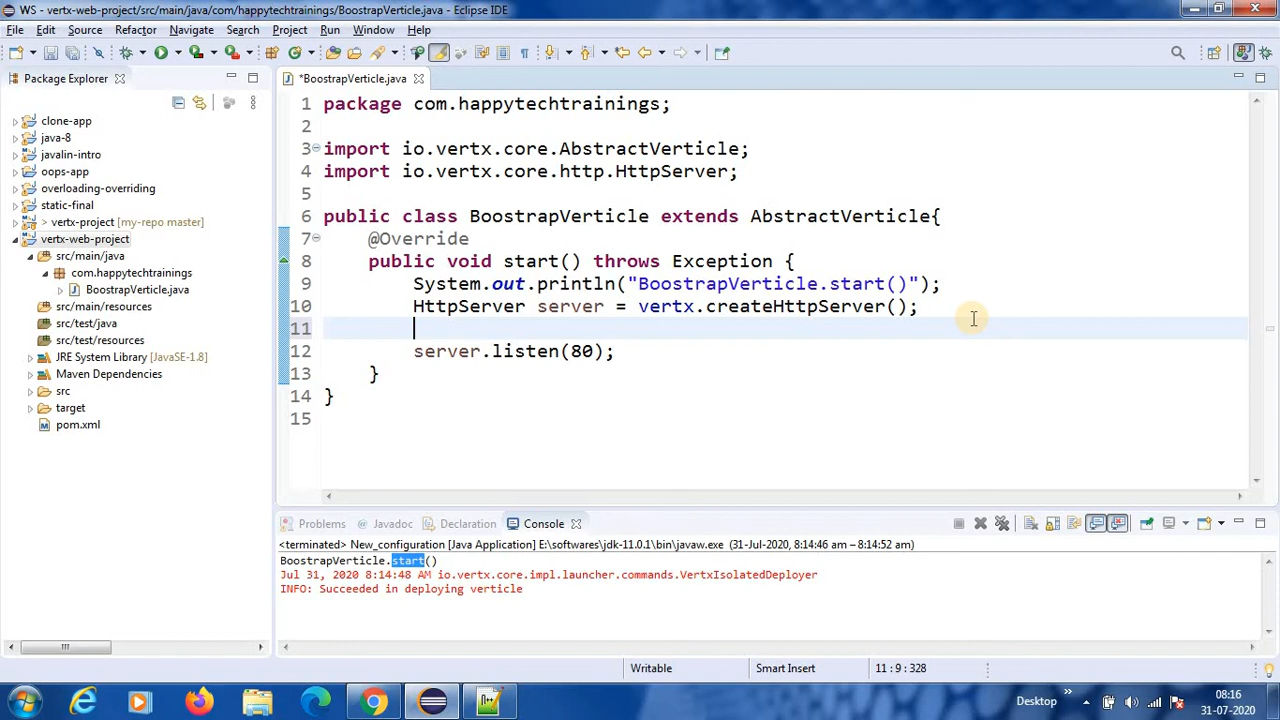 WS - vertx-web-project/src/main/java/com/happytechtrainings/BoostrapVerticle.java - Eclipse IDE
File Edit Source Refactor Navigate Search Project Run Window Help
Package Explorer
clone-app
java-8
javalin-intro
oops-app
overloading-overriding
static-final
> vertx-project [my-repo master]
vertx-web-project
src/main/java
com.happytechtrainings
BoostrapVerticle.java
src/main/resources
src/test/java
src/test/resources
JRE System Library [JavaSE-1.8]
Maven Dependencies
src
target
pom.xml
*BoostrapVerticle.java
1 package com.happytechtrainings;
2
3 import io.vertx.core.AbstractVerticle;
4 import io.vertx.core.http.HttpServer;
5
6 public class BoostrapVerticle extends AbstractVerticle{
7 @Override
8 public void start() throws Exception {
9 System.out.println("BoostrapVerticle.start()");
10 HttpServer server = vertx.createHttpServer();
11
12 server.listen(80);
13 }
14 }
15
Problems Javadoc Declaration Console
<terminated> New_configuration [Java Application] E:\softwares\jdk-11.0.1\bin\javaw.exe (31-Jul-2020, 8:14:46 am – 8:14:52 am)
BoostrapVerticle.start()
Jul 31, 2020 8:14:48 AM io.vertx.core.impl.launcher.commands.VertxIsolatedDeployer
INFO: Succeeded in deploying verticle
Writable Smart Insert 11 : 9 : 328
Desktop » 08:16
31-07-2020